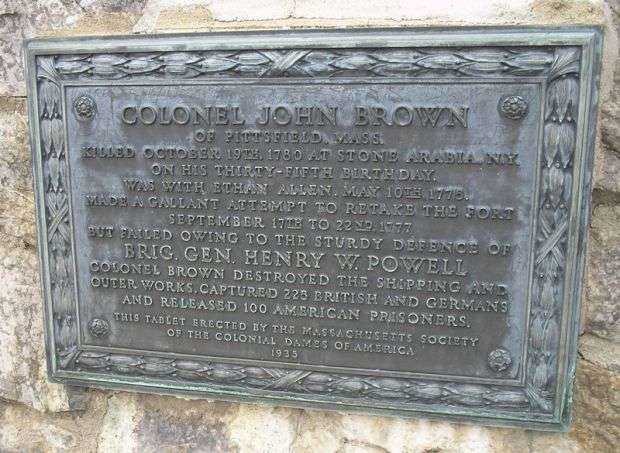 COLONEL JOHN BROWN
OF PITTSFIELD, MASS.
KILLED OCTOBER 19TH, 1780 AT STONE ARABIA, N.Y.
ON HIS THIRTY-FIFTH BIRTHDAY,
WAS WITH ETHAN ALLEN, MAY 10TH, 1775.
MADE A GALLANT ATTEMPT TO RETAKE THE FORT
SEPTEMBER 17TH TO 22ND, 1777
BUT FAILED OWING TO THE STURDY DEFENCE OF
BRIG. GEN. HENRY W. POWELL
COLONEL BROWN DESTROYED THE SHIPPING AND
OUTER WORKS, CAPTURED 225 BRITISH AND GERMANS
AND RELEASED 100 AMERICAN PRISONERS.
THIS TABLET ERECTED BY THE MASSACHUSETTS SOCIETY
OF THE COLONIAL DAMES OF AMERICA
1935